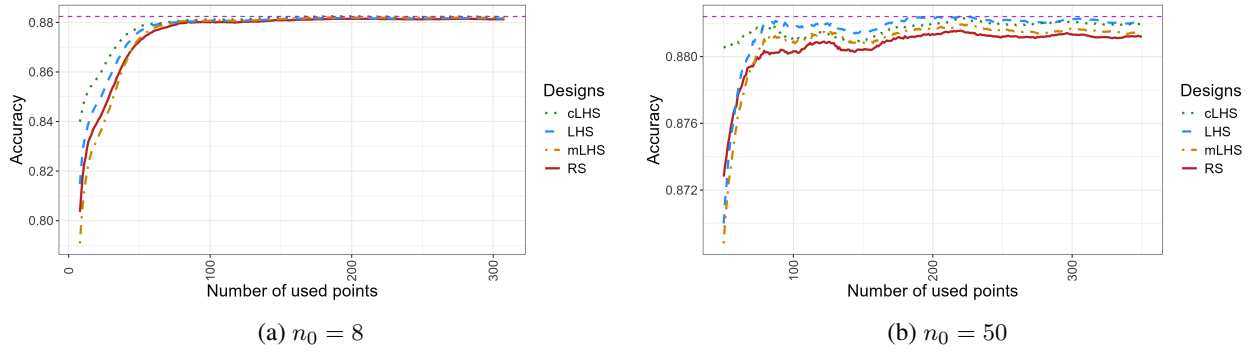 0.88
0.86
0.84
0.82
0.80
Accuracy
0
100
200
300
Number of used points
Designs
cLHS
LHS
mLHS
RS
(a) n₀ = 8
0.880
0.876
0.872
Accuracy
100
200
300
Number of used points
Designs
cLHS
LHS
mLHS
RS
(b) n₀ = 50